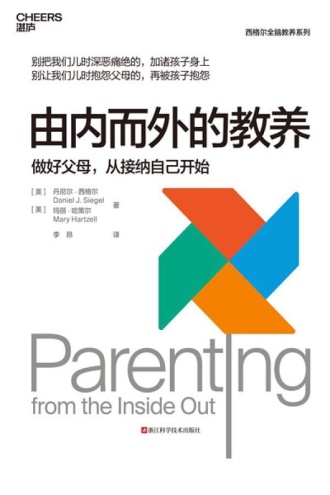 CHEERS
湛庐
西格尔全脑教养系列
别把我们儿时深恶痛绝的，加诸孩子身上
别让我们儿时抱怨父母的，再被孩子抱怨
由内而外的教养
做好父母，从接纳自己开始
［美］ 丹尼尔·西格尔
Daniel J. Siegel
［美］ 玛丽·哈策尔 著
Mary Hartzell
李昂 译
Parenting
from the Inside Out
浙江科学技术出版社